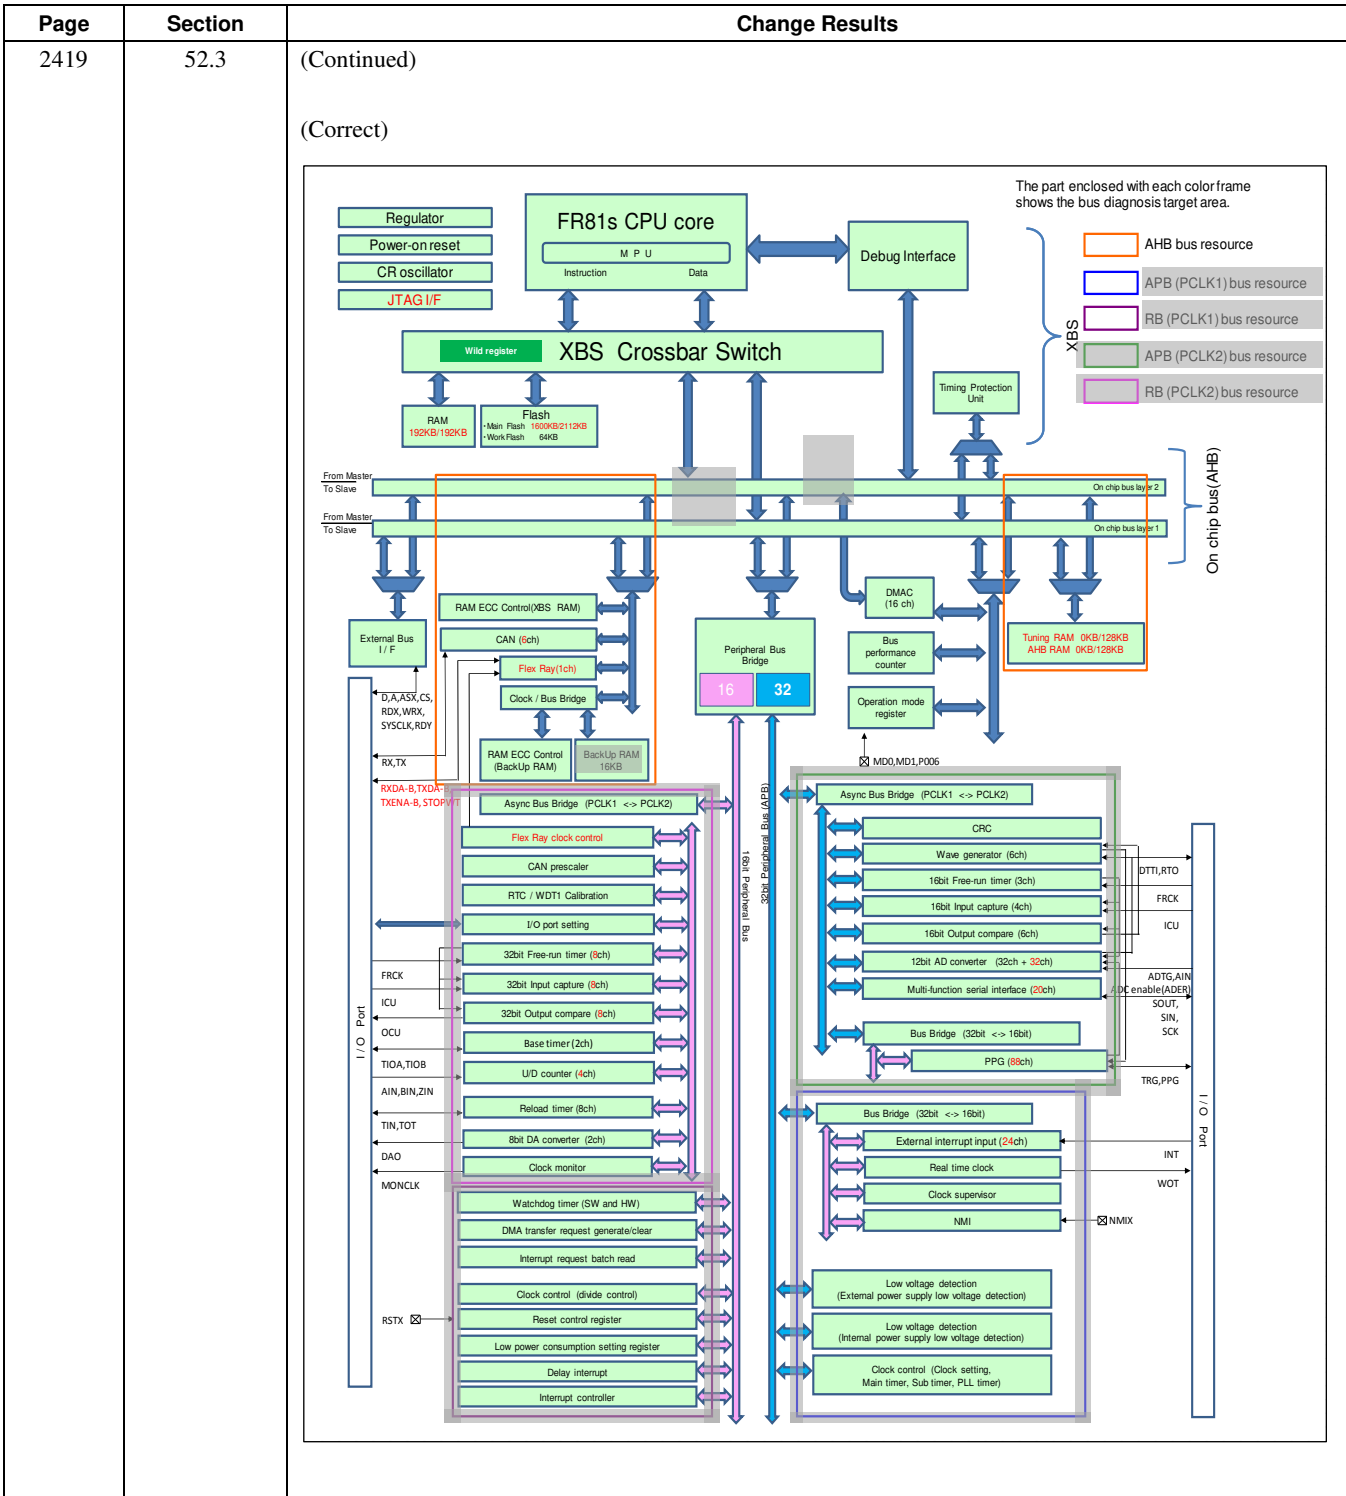 Page Section Change Results
2419 52.3 (Continued)
(Correct)
The part enclosed with each color frame
shows the bus diagnosis target area.
Regulator
Power-on reset
CR oscillator
JTAG I/F
FR81s CPU core
M P U
Instruction Data
Debug Interface
AHB bus resource
APB (PCLK1) bus resource
RB (PCLK1) bus resource
APB (PCLK2) bus resource
RB (PCLK2) bus resource
XBS
Wild register
XBS Crossbar Switch
RAM
192KB/192KB
Flash
・Main Flash 1600KB/2112KB
・Work Flash 64KB
Timing Protection
Unit
On chip bus(AHB)
From Master
To Slave
On chip bus layer 2
From Master
To Slave
On chip bus layer 1
External Bus
I / F
RAM ECC Control(XBS RAM)
CAN (6ch)
Flex Ray(1ch)
Clock / Bus Bridge
RAM ECC Control
(BackUp RAM)
BackUp RAM
16KB
Peripheral Bus
Bridge
16 32
DMAC
(16 ch)
Bus
performance
counter
Operation mode
register
Tuning RAM 0KB/128KB
AHB RAM 0KB/128KB
MD0,MD1,P006
D,A,ASX,CS,
RDX,WRX,
SYSCLK,RDY
RX,TX
RXDA-B,TXDA-B
TXENA-B, STOPWT
I / O Port
16bit Peripheral Bus
32bit Peripheral Bus (APB)
Async Bus Bridge (PCLK1 <-> PCLK2)
Flex Ray clock control
CAN prescaler
RTC / WDT1 Calibration
I/O port setting
32bit Free-run timer (8ch)
32bit Input capture (8ch)
32bit Output compare (8ch)
Base timer (2ch)
U/D counter (4ch)
Reload timer (8ch)
8bit DA converter (2ch)
Clock monitor
FRCK
ICU
OCU
TIOA,TIOB
AIN,BIN,ZIN
TIN,TOT
DAO
MONCLK
Watchdog timer (SW and HW)
DMA transfer request generate/clear
Interrupt request batch read
Clock control (divide control)
Reset control register
Low power consumption setting register
Delay interrupt
Interrupt controller
RSTX
Async Bus Bridge (PCLK1 <-> PCLK2)
CRC
Wave generator (6ch)
16bit Free-run timer (3ch)
16bit Input capture (4ch)
16bit Output compare (6ch)
12bit AD converter (32ch + 32ch)
Multi-function serial interface (20ch)
Bus Bridge (32bit <-> 16bit)
PPG (88ch)
DTTI,RTO
FRCK
ICU
ADTG,AIN
ADC enable(ADER)
SOUT,
SIN,
SCK
TRG,PPG
I / O Port
Bus Bridge (32bit <-> 16bit)
External interrupt input (24ch)
Real time clock
Clock supervisor
NMI
INT
WOT
NMIX
Low voltage detection
(External power supply low voltage detection)
Low voltage detection
(Internal power supply low voltage detection)
Clock control (Clock setting,
Main timer, Sub timer, PLL timer)